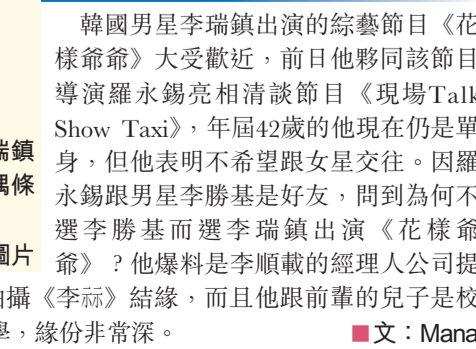 韓國男星李瑞鎮出演的綜藝節目《花
樣爺爺》大受歡近，前日他夥同該節目
導演羅永錫亮相清談節目《現場Talk
Show Taxi》，年屆42歲的他現在仍是單
身，但他表明不希望跟女星交往。因羅
永錫跟男星李勝基是好友，問到為何不
選李勝基而選李瑞鎮出演《花樣爺
爺》？他爆料是李順載的經理人公司提
拍攝《李祘》結緣，而且他跟前輩的兒子是校
學，緣份非常深。
■文：Mana
瑞鎮
偶條
圖片